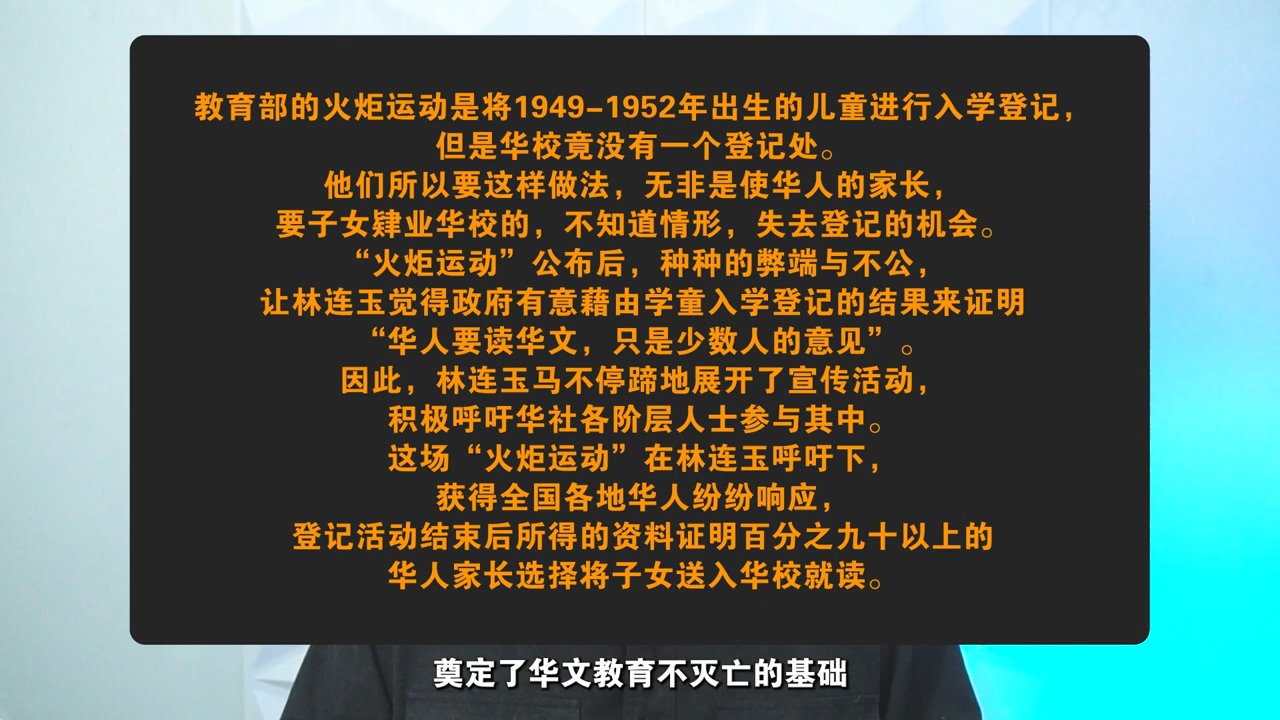 教育部的火炬运动是将1949-1952年出生的儿童进行入学登记，
但是华校竟没有一个登记处。
他们所以要这样做法，无非是使华人的家长，
要子女肄业华校的，不知道情形，失去登记的机会。
“火炬运动”公布后，种种的弊端与不公，
让林连玉觉得政府有意藉由学童入学登记的结果来证明
“华人要读华文，只是少数人的意见”。
因此，林连玉马不停蹄地展开了宣传活动，
积极呼吁华社各阶层人士参与其中。
这场“火炬运动”在林连玉呼吁下，
获得全国各地华人纷纷响应，
登记活动结束后所得的资料证明百分之九十以上的
华人家长选择将子女送入华校就读。
奠定了华文教育不灭亡的基础